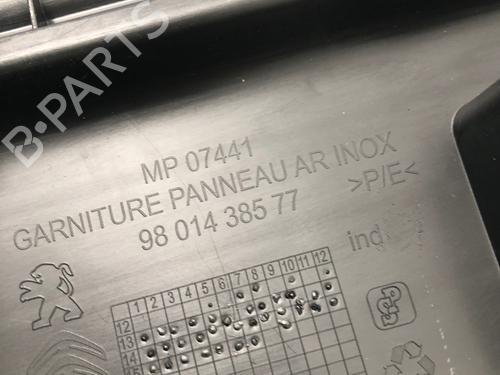 B-PARTS
MP 07441
GARNITURE PANNEAU AR INOX
98 014 385 77
>P/E<
ind
1 2 3 4 5 6 7 8 9 10 11 12
12
13
14
15